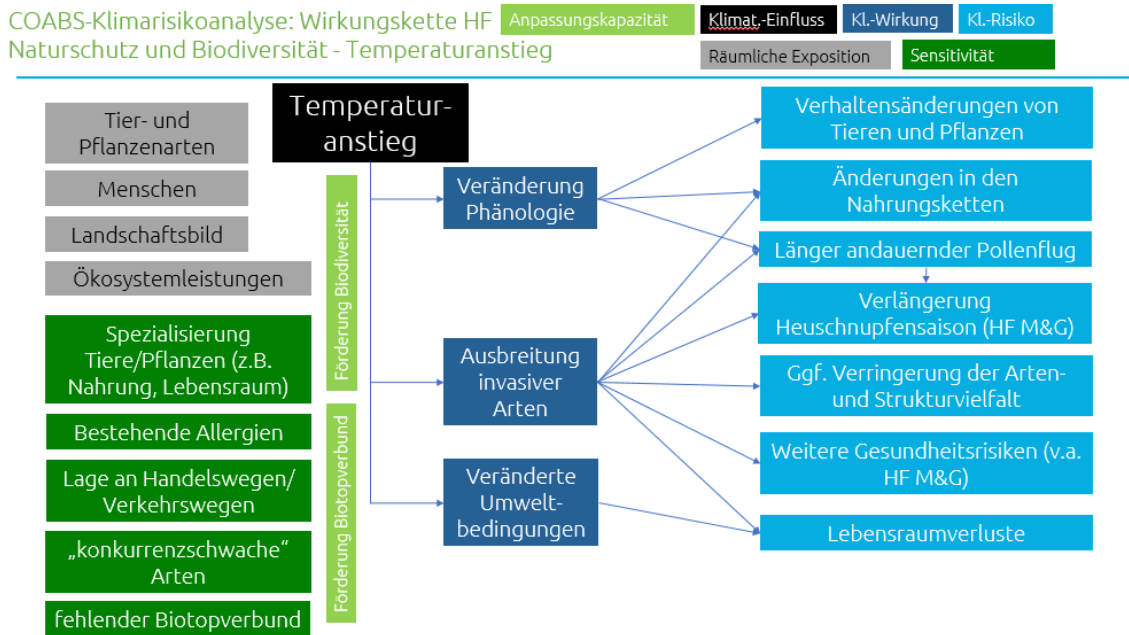 COABS-Klimarisikoanalyse: Wirkungskette HF
Naturschutz und Biodiversität - Temperaturanstieg
Anpassungskapazität
Klimat.-Einfluss
Kl.-Wirkung
Kl.-Risiko
Räumliche Exposition
Sensitivität
Tier- und
Pflanzenarten
Menschen
Landschaftsbild
Ökosystemleistungen
Spezialisierung
Tiere/Pflanzen (z.B.
Nahrung, Lebensraum)
Bestehende Allergien
Lage an Handelswegen/
Verkehrswegen
„konkurrenzschwache“
Arten
fehlender Biotopverbund
Temperatur-
anstieg
Förderung Biodiversität
Förderung Biotopverbund
Veränderung
Phänologie
Ausbreitung
invasiver
Arten
Veränderte
Umwelt-
bedingungen
Verhaltensänderungen von
Tieren und Pflanzen
Änderungen in den
Nahrungsketten
Länger andauernder Pollenflug
Verlängerung
Heuschnupfensaison (HF M&G)
Ggf. Verringerung der Arten-
und Strukturvielfalt
Weitere Gesundheitsrisiken (v.a.
HF M&G)
Lebensraumverluste